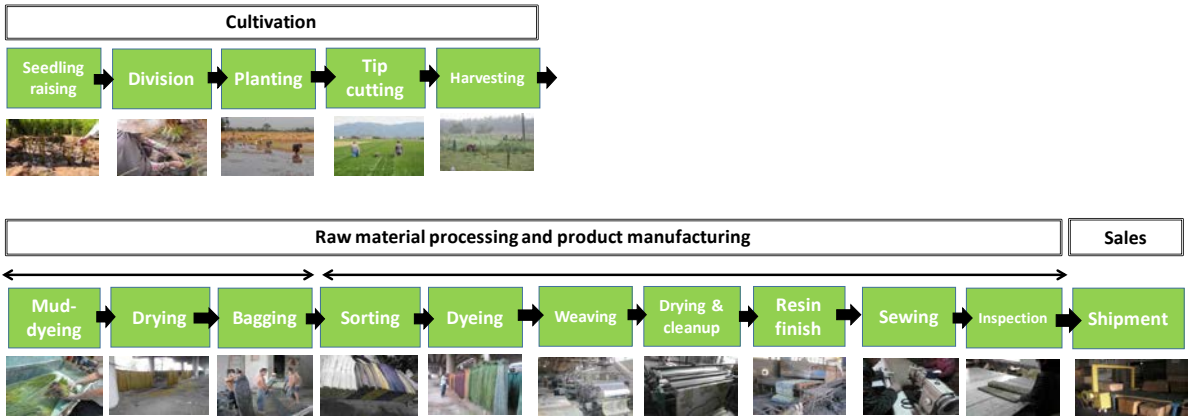 Cultivation
Seedling
raising
Division
Planting
Tip
cutting
Harvesting
Raw material processing and product manufacturing
Sales
Mud-
dyeing
Drying
Bagging
Sorting
Dyeing
Weaving
Drying &
cleanup
Resin
finish
Sewing
Inspection
Shipment